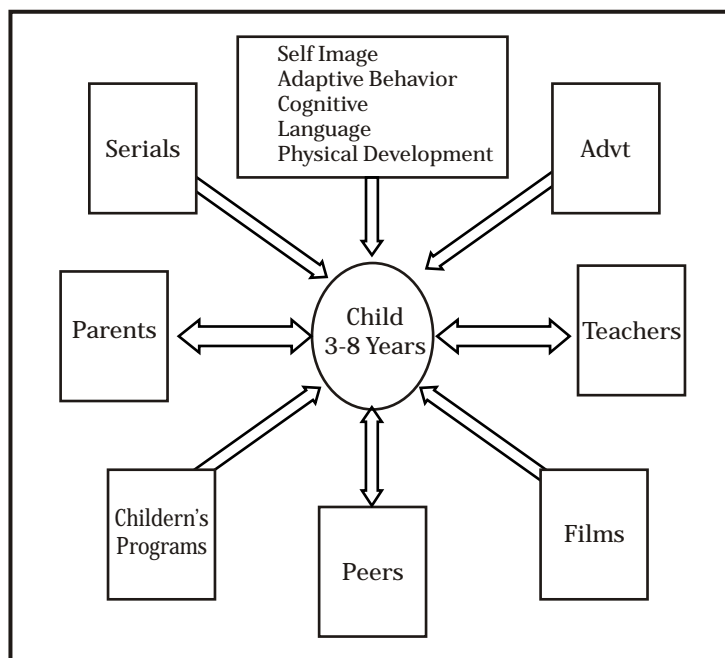 Self Image
Adaptive Behavior
Cognitive
Language
Physical Development
Serials
Advt
Parents
Child
3-8 Years
Teachers
Childern's
Programs
Peers
Films